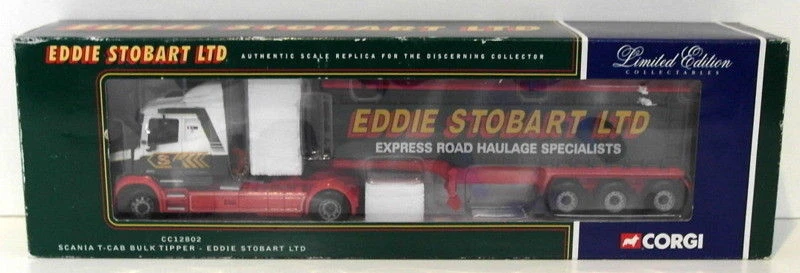 EDDIE STOBART LTD
AUTHENTIC SCALE REPLICA FOR THE DISCERNING COLLECTOR
Limited Edition
COLLECTABLES
EDDIE STOBART LTD
EXPRESS ROAD HAULAGE SPECIALISTS
S
CC12802
SCANIA T-CAB BULK TIPPER - EDDIE STOBART LTD
CORGI